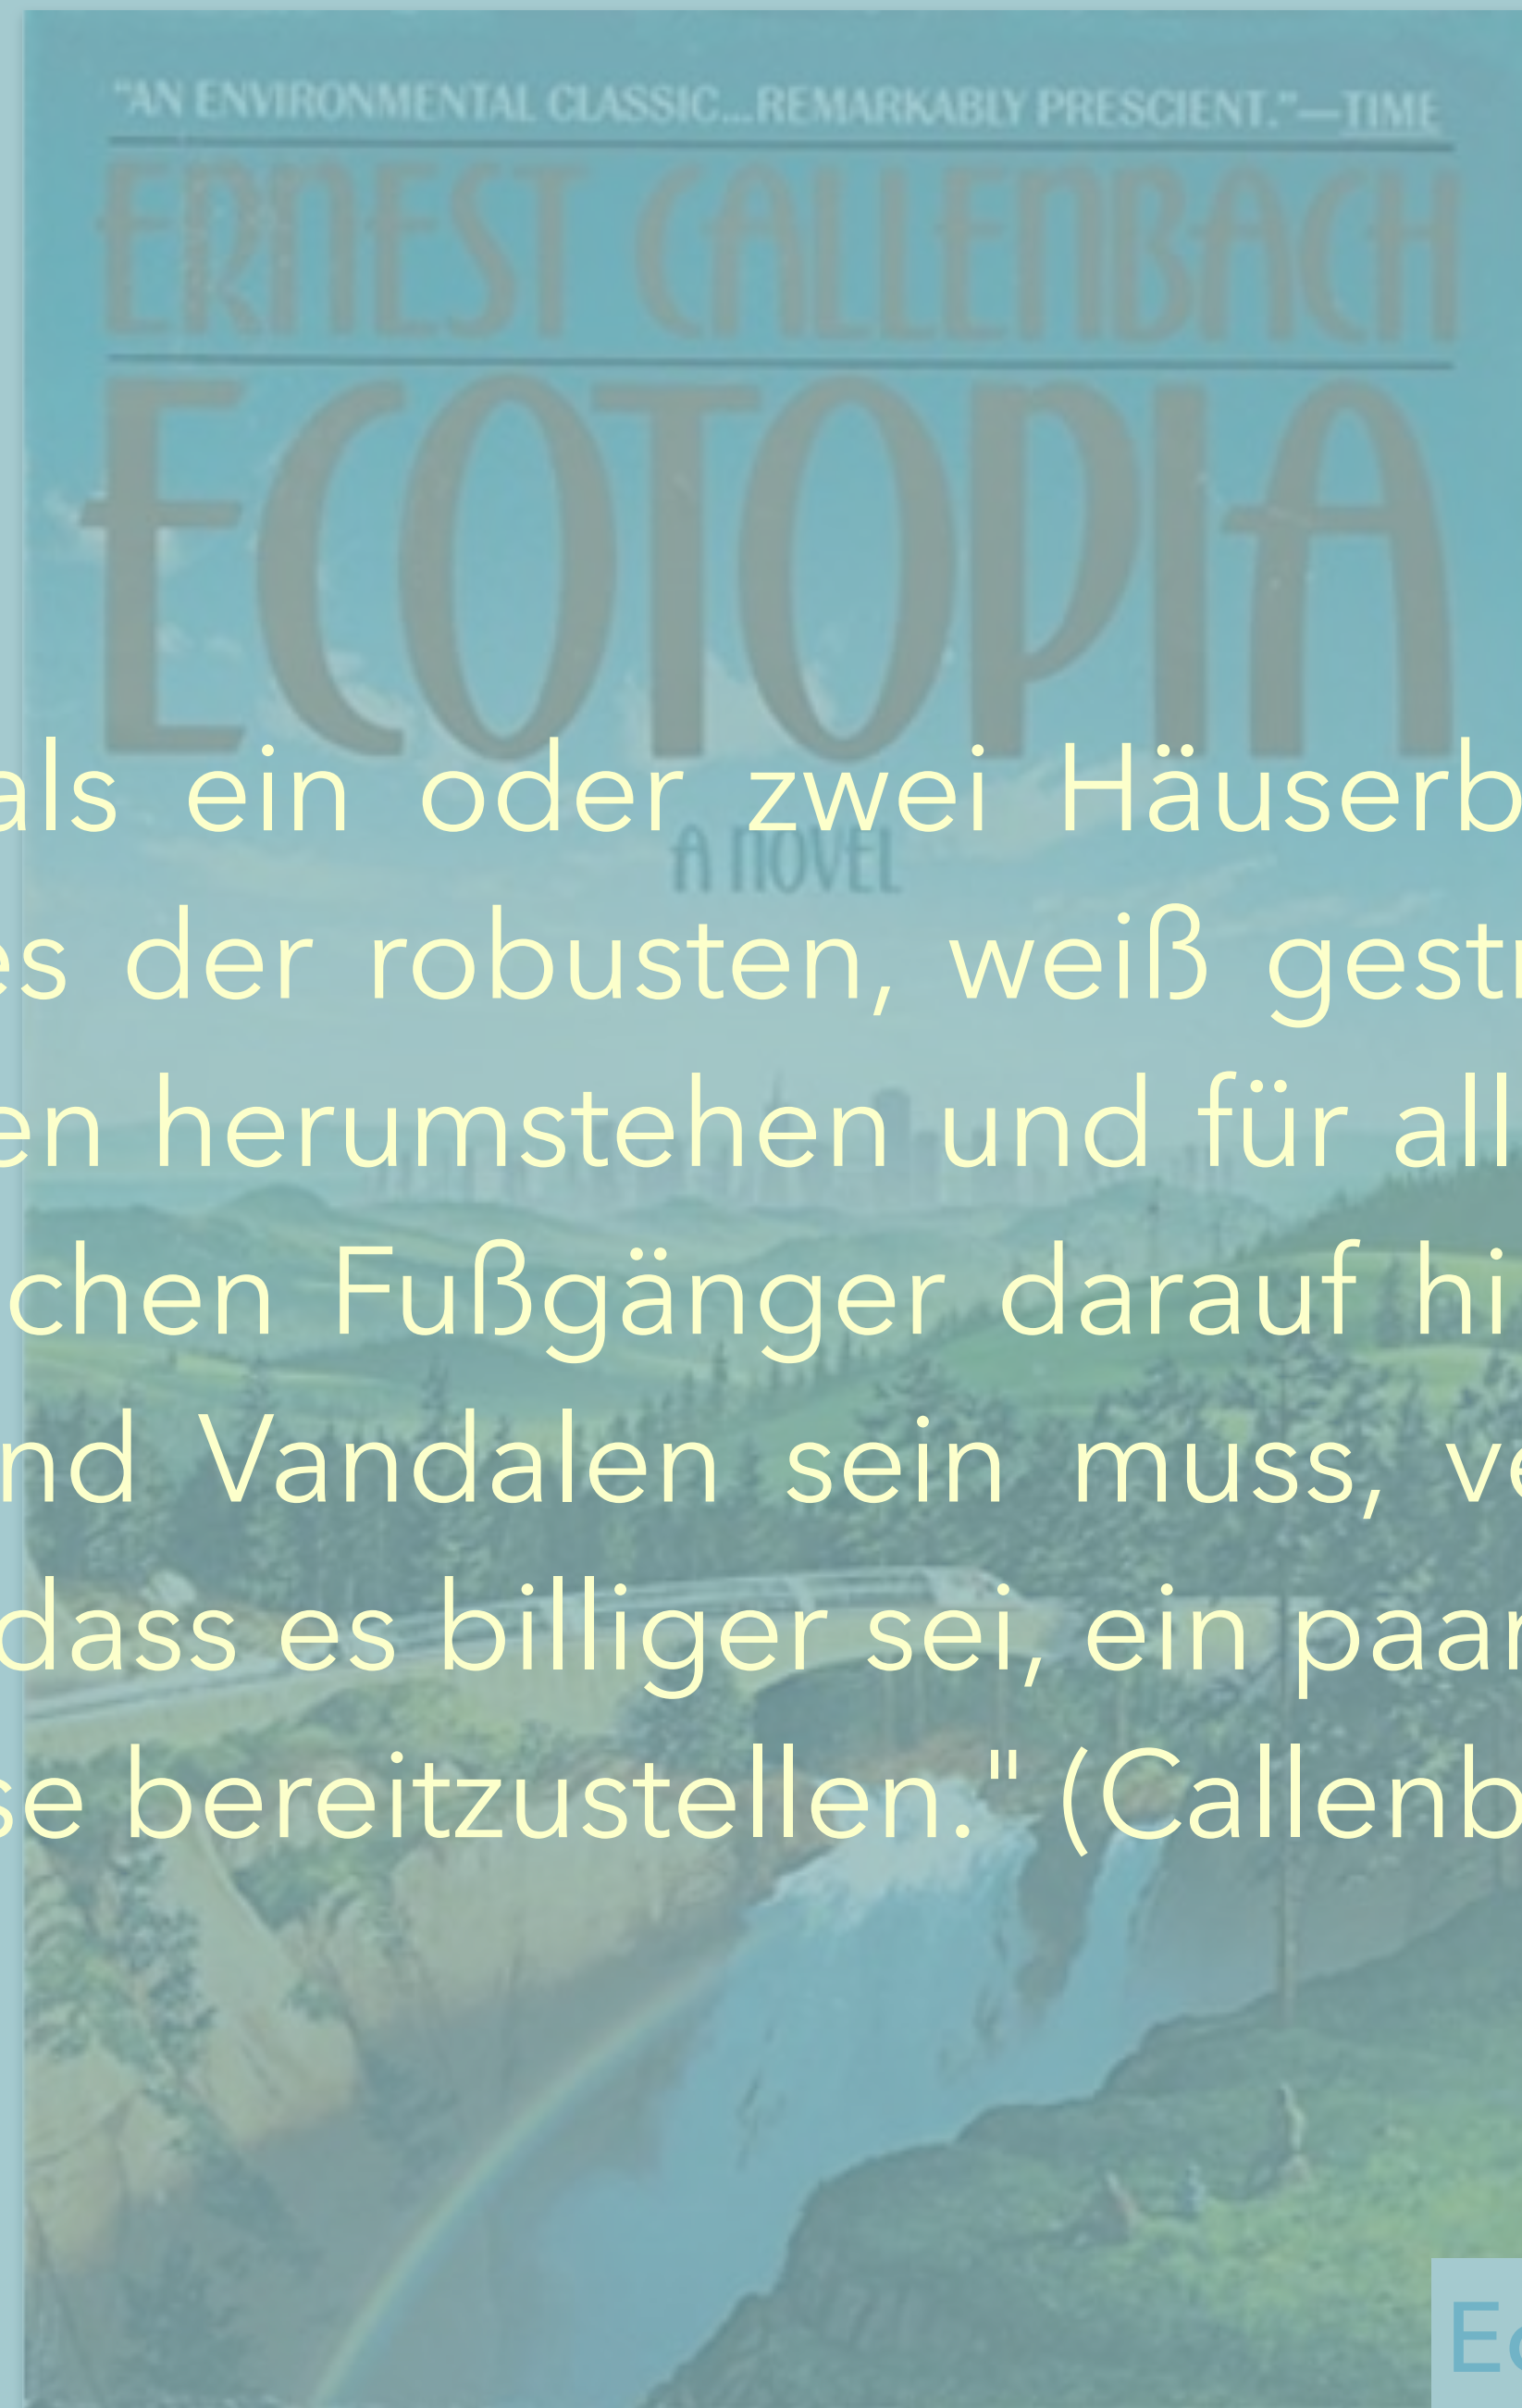 "AN ENVIRONMENTAL CLASSIC...REMARKABLY PRESCIENT."—TIME
ERNEST CALLENBACH
ECOTOPIA
als ein oder zwei Häuserb
A NOVEL
es der robusten, weiß gest
en herumstehen und für all
chen Fußgänger darauf hi
nd Vandalen sein muss, ve
dass es billiger sei, ein paar
se bereitzustellen." (Callenb